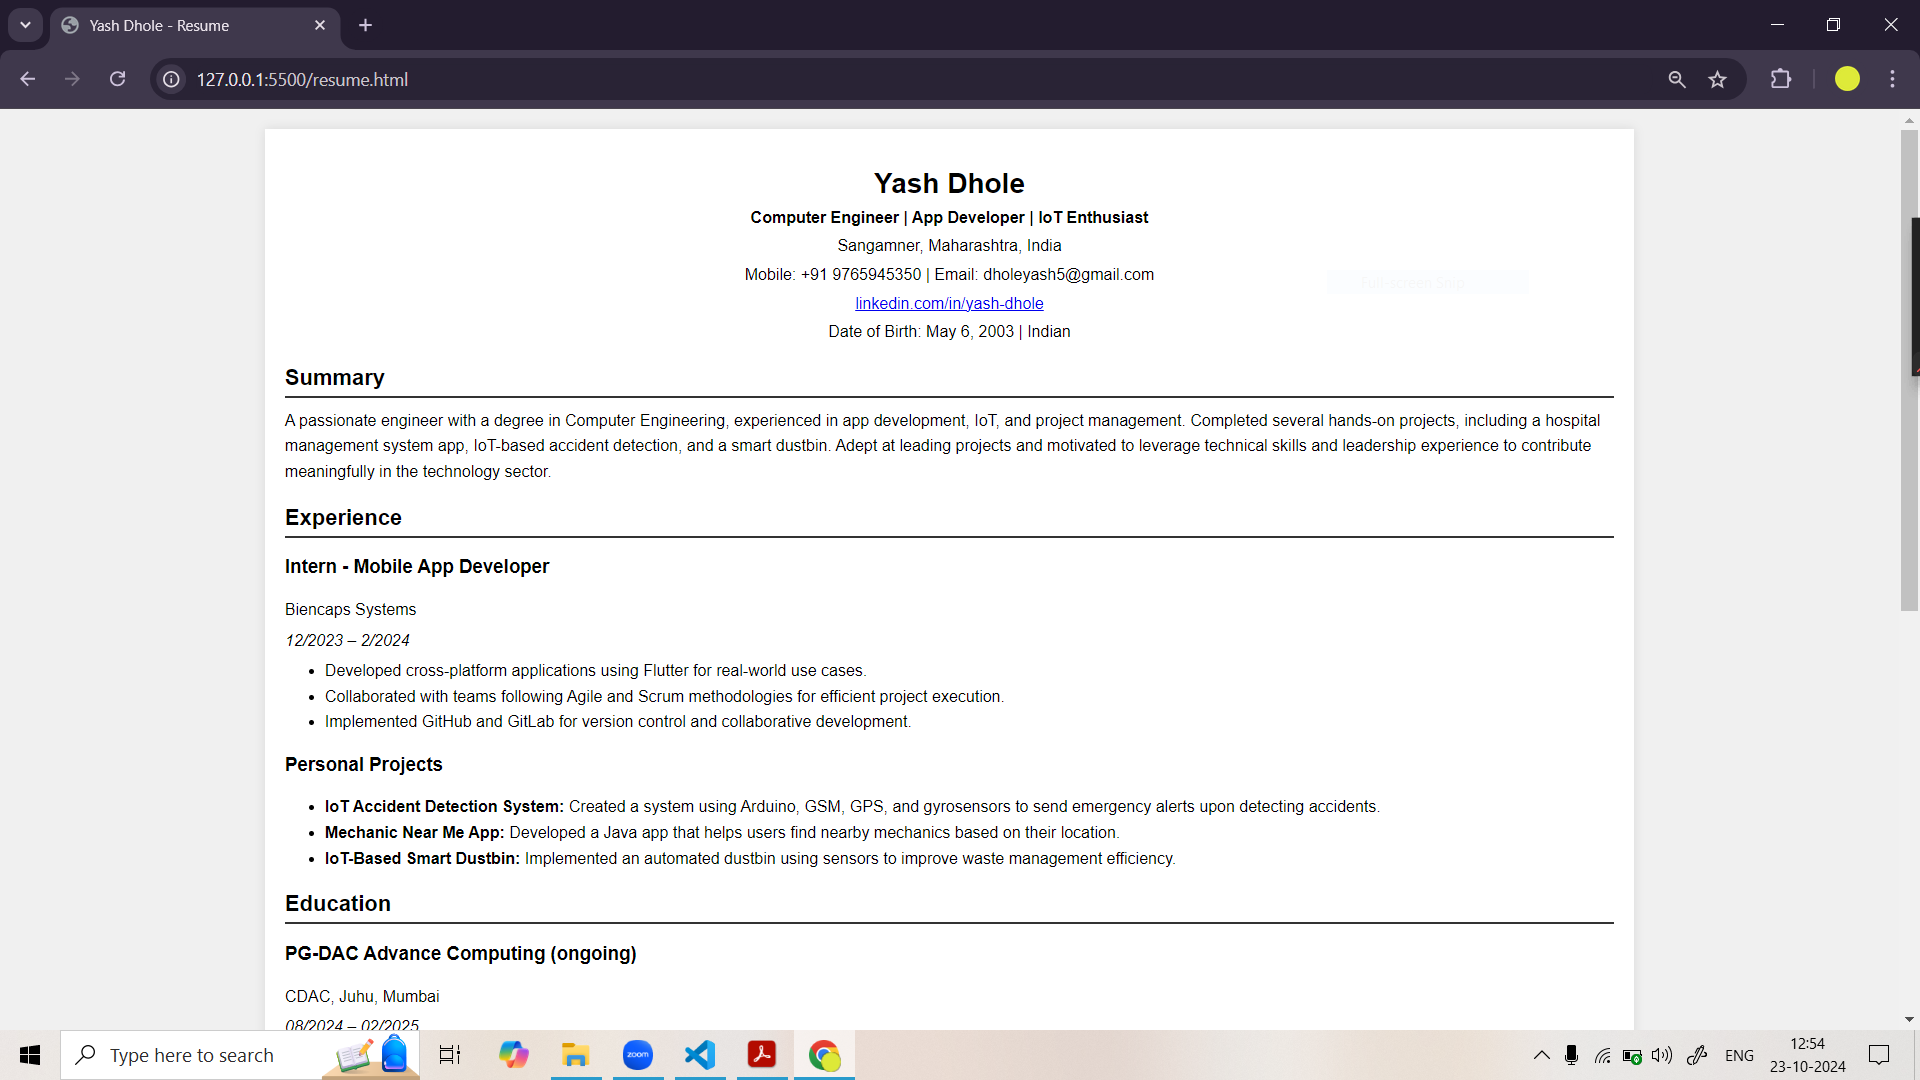 Yash Dhole - Resume
127.0.0.1:5500/resume.html
Yash Dhole
Computer Engineer | App Developer | IoT Enthusiast
Sangamner, Maharashtra, India
Mobile: +91 9765945350 | Email: dholeyash5@gmail.com
linkedin.com/in/yash-dhole
Date of Birth: May 6, 2003 | Indian
Summary
A passionate engineer with a degree in Computer Engineering, experienced in app development, IoT, and project management. Completed several hands-on projects, including a hospital
management system app, IoT-based accident detection, and a smart dustbin. Adept at leading projects and motivated to leverage technical skills and leadership experience to contribute
meaningfully in the technology sector.
Experience
Intern - Mobile App Developer
Biencaps Systems
12/2023 – 2/2024
• Developed cross-platform applications using Flutter for real-world use cases.
• Collaborated with teams following Agile and Scrum methodologies for efficient project execution.
• Implemented GitHub and GitLab for version control and collaborative development.
Personal Projects
• IoT Accident Detection System: Created a system using Arduino, GSM, GPS, and gyrosensors to send emergency alerts upon detecting accidents.
• Mechanic Near Me App: Developed a Java app that helps users find nearby mechanics based on their location.
• IoT-Based Smart Dustbin: Implemented an automated dustbin using sensors to improve waste management efficiency.
Education
PG-DAC Advance Computing (ongoing)
CDAC, Juhu, Mumbai
08/2024 – 02/2025
Type here to search
zoom
ENG
12:54
23-10-2024